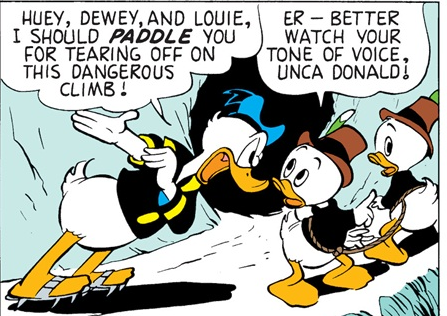 HUEY, DEWEY, AND LOUIE,
I SHOULD PADDLE YOU
FOR TEARING OFF ON
THIS DANGEROUS
CLIMB!
ER — BETTER
WATCH YOUR
TONE OF VOICE,
UNCA DONALD!